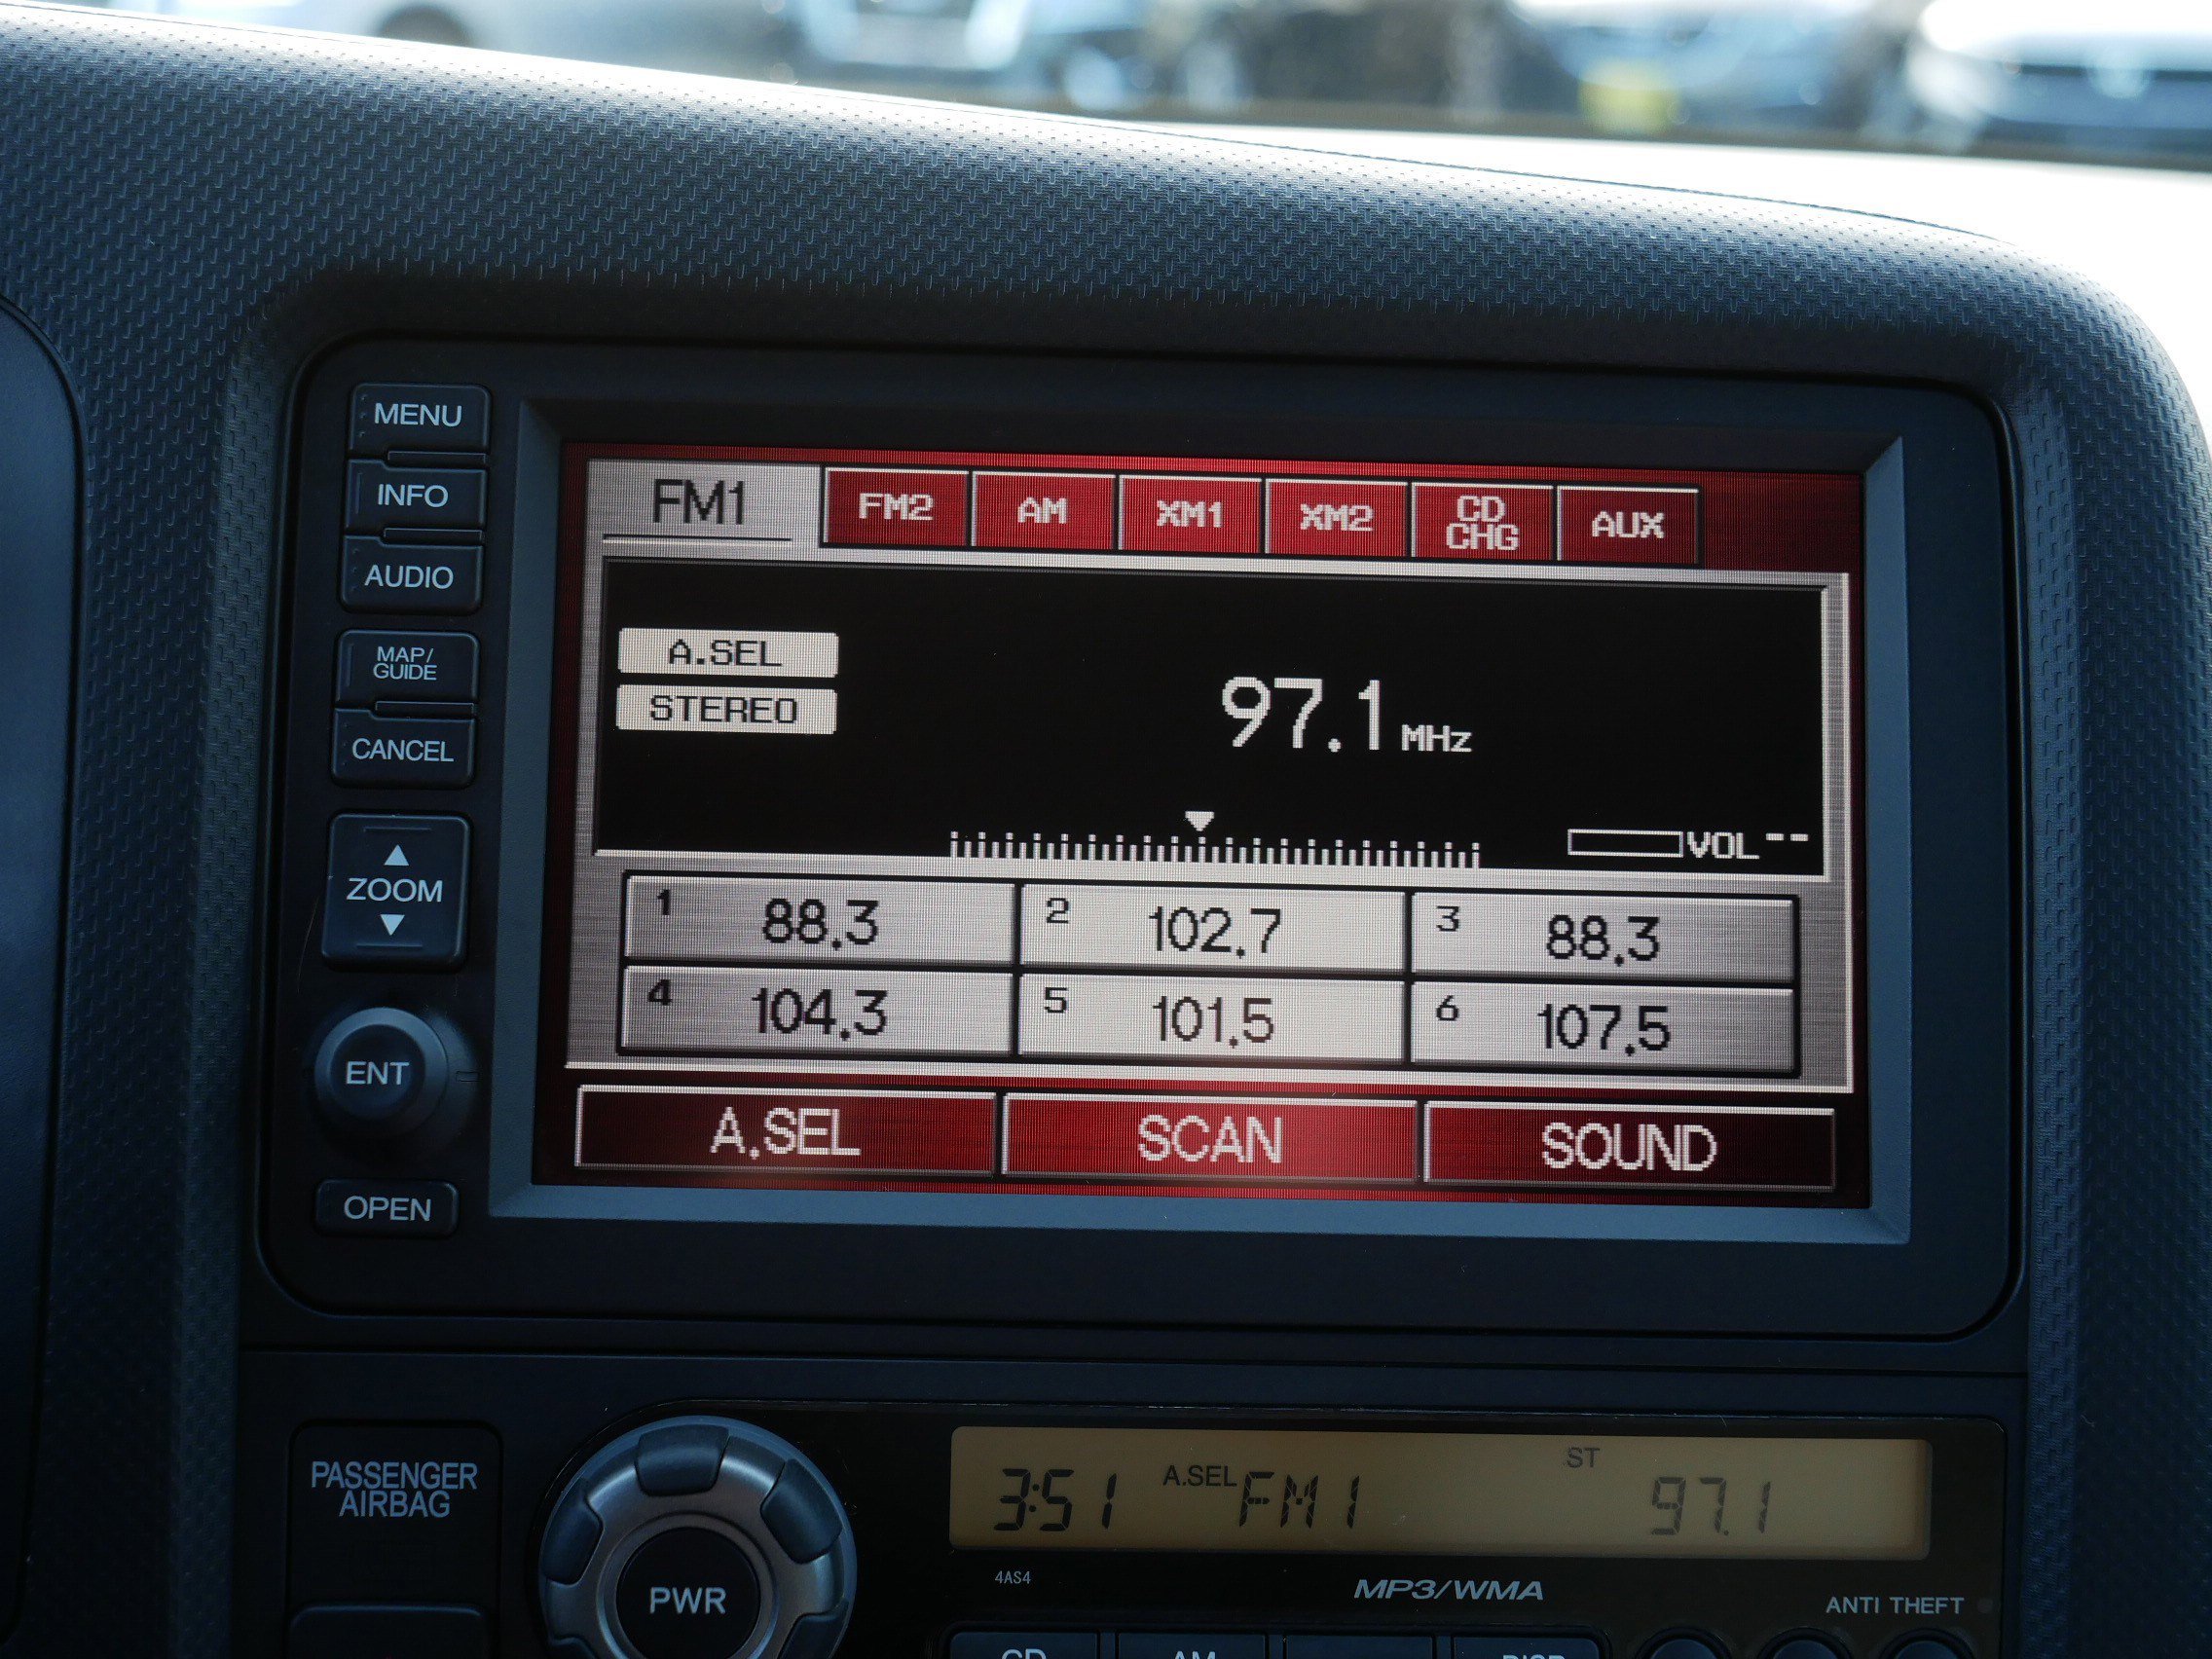 MENU
INFO
AUDIO
MAP/
GUIDE
CANCEL
ZOOM
ENT
OPEN
FM1 FM2 AM XM1 XM2 CD CHG AUX
A.SEL
STEREO
97.1 MHz
VOL --
1 88.3 2 102.7 3 88.3
4 104.3 5 101.5 6 107.5
A.SEL SCAN SOUND
PASSENGER
AIRBAG
PWR
3:51 A.SEL FM1 ST 97.1
4AS4 MP3/WMA ANTI THEFT
CD AM DISP